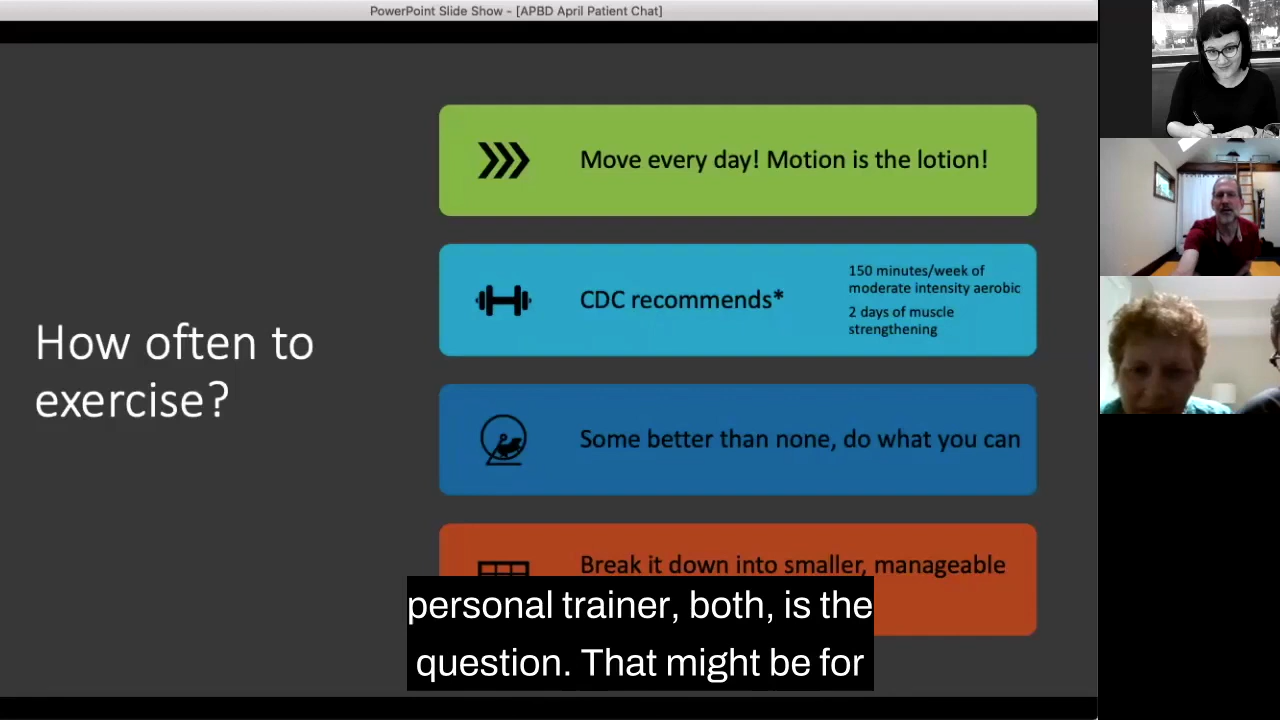 PowerPoint Slide Show - [APBD April Patient Chat]
How often to
exercise?
Move every day! Motion is the lotion!
CDC recommends*
150 minutes/week of
moderate intensity aerobic
2 days of muscle
strengthening
Some better than none, do what you can
Break it down into smaller, manageable
personal trainer, both, is the
question. That might be for